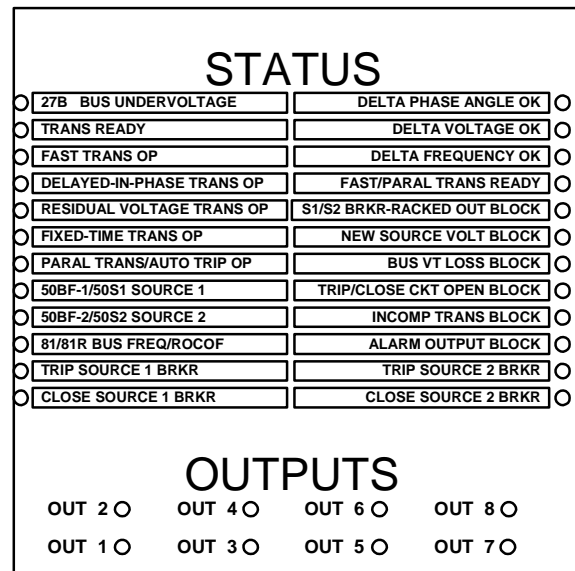 STATUS
27B BUS UNDERVOLTAGE DELTA PHASE ANGLE OK
TRANS READY DELTA VOLTAGE OK
FAST TRANS OP DELTA FREQUENCY OK
DELAYED-IN-PHASE TRANS OP FAST/PARAL TRANS READY
RESIDUAL VOLTAGE TRANS OP S1/S2 BRKR-RACKED OUT BLOCK
FIXED-TIME TRANS OP NEW SOURCE VOLT BLOCK
PARAL TRANS/AUTO TRIP OP BUS VT LOSS BLOCK
50BF-1/50S1 SOURCE 1 TRIP/CLOSE CKT OPEN BLOCK
50BF-2/50S2 SOURCE 2 INCOMP TRANS BLOCK
81/81R BUS FREQ/ROCOF ALARM OUTPUT BLOCK
TRIP SOURCE 1 BRKR TRIP SOURCE 2 BRKR
CLOSE SOURCE 1 BRKR CLOSE SOURCE 2 BRKR
OUTPUTS
OUT 2 OUT 4 OUT 6 OUT 8
OUT 1 OUT 3 OUT 5 OUT 7